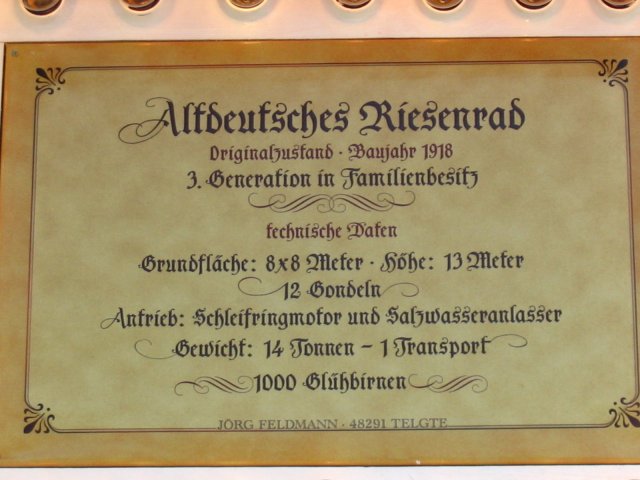 Altdeutsches Riesenrad
Originalzustand · Baujahr 1918
3. Generation in Familienbesitz
technische Daten
Grundfläche: 8x8 Meter · Höhe: 13 Meter
12 Gondeln
Antrieb: Schleifringmotor und Salzwasseranlasser
Gewicht: 14 Tonnen – 1 Transport
1000 Glühbirnen
JÖRG FELDMANN · 48291 TELGTE